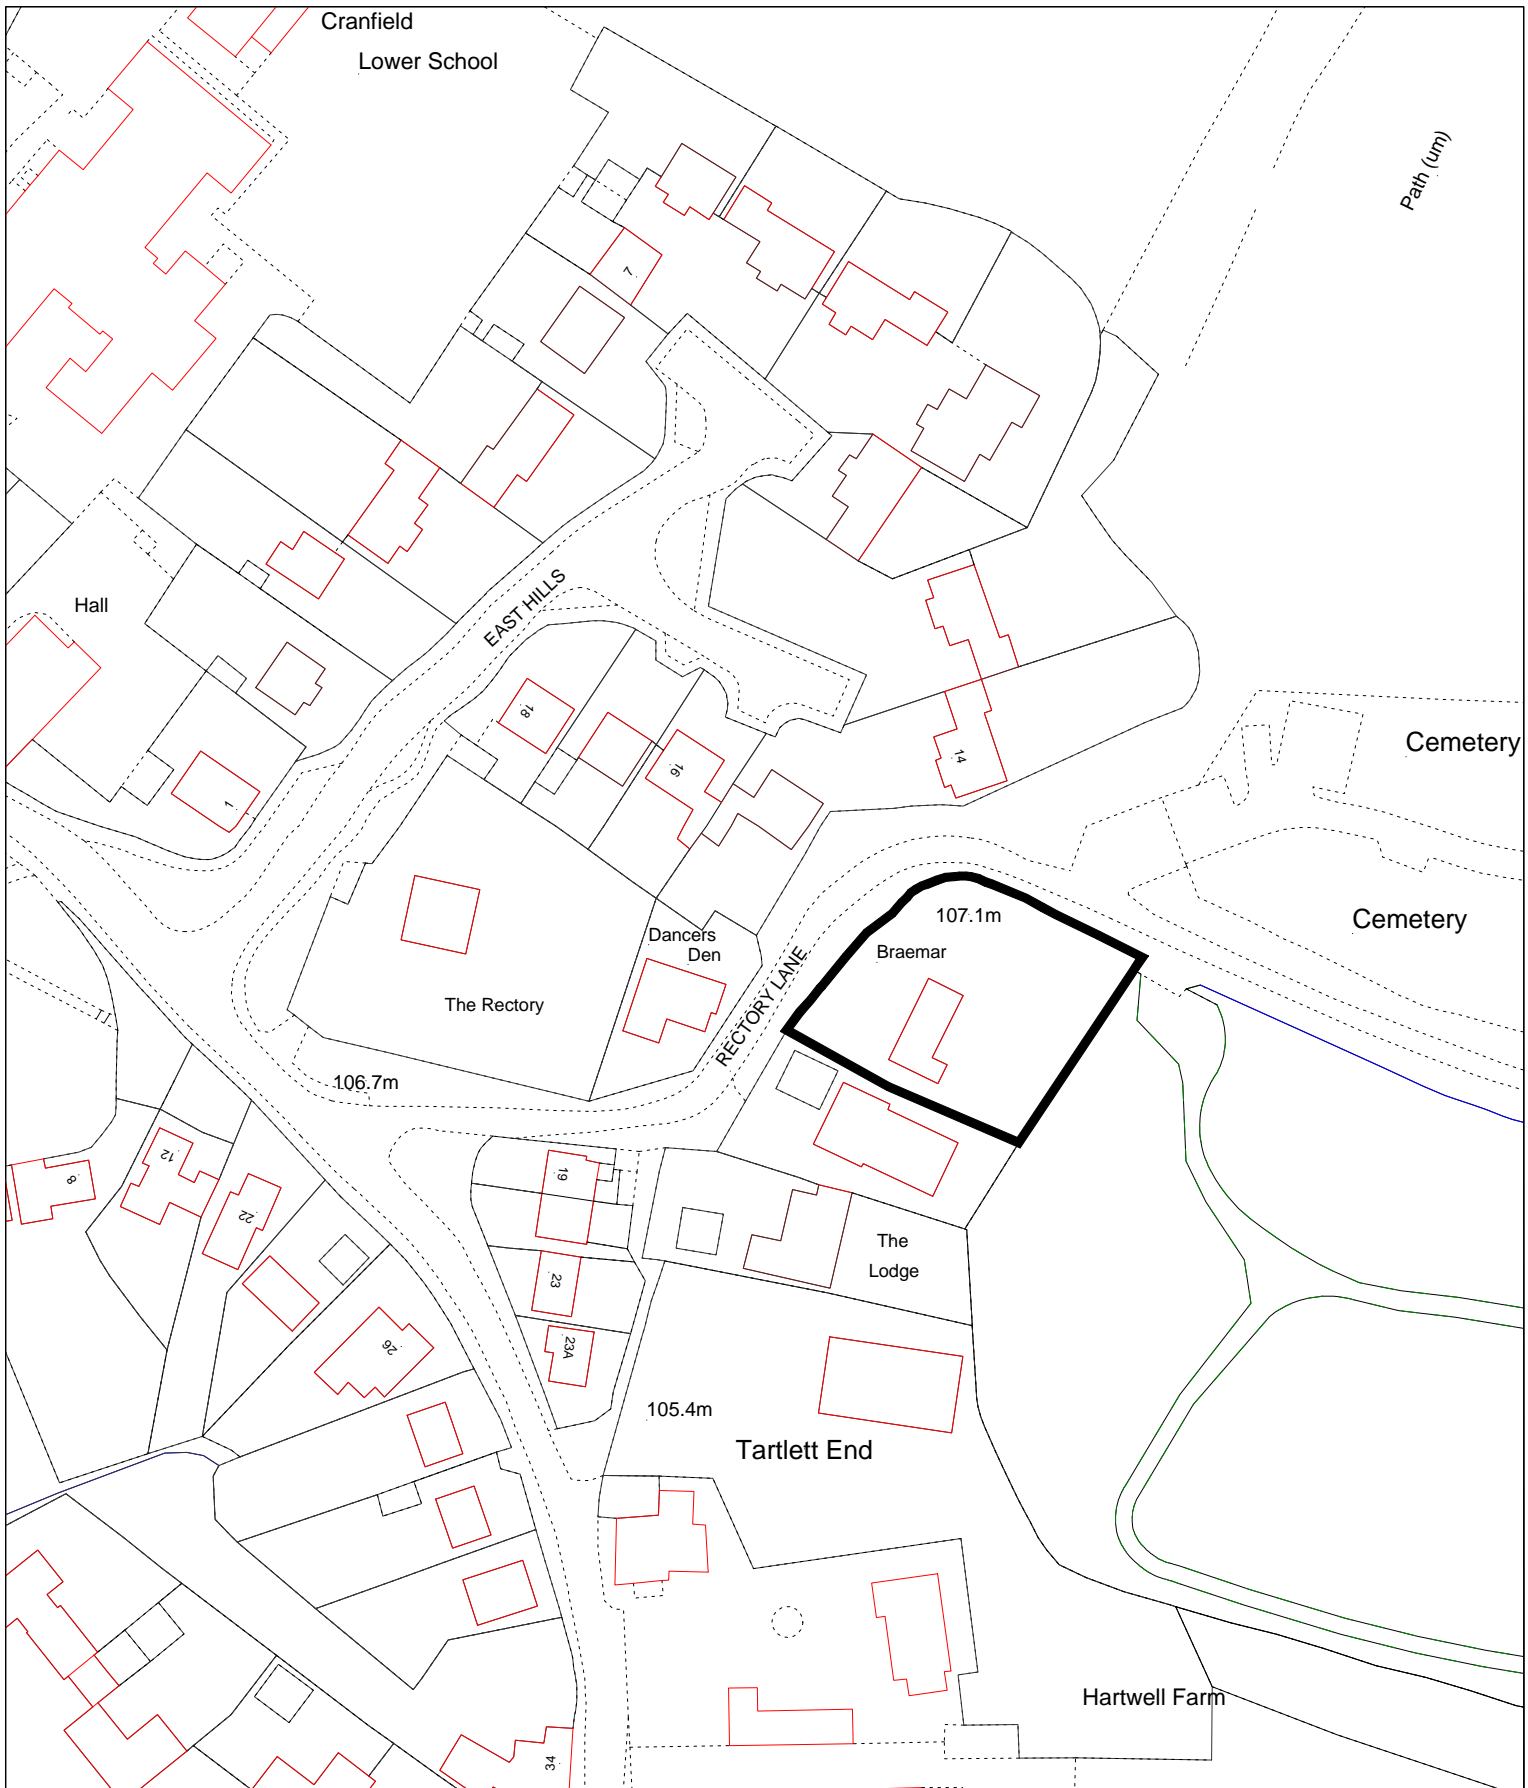 Cranfield
Lower School
Path (um)
7
Hall
EAST HILLS
18
16
14
1
Cemetery
Cemetery
107.1m
Braemar
Dancers
Den
The Rectory
RECTORY LANE
106.7m
12
8
22
19
23
23A
26
The
Lodge
105.4m
Tartlett End
Hartwell Farm
34